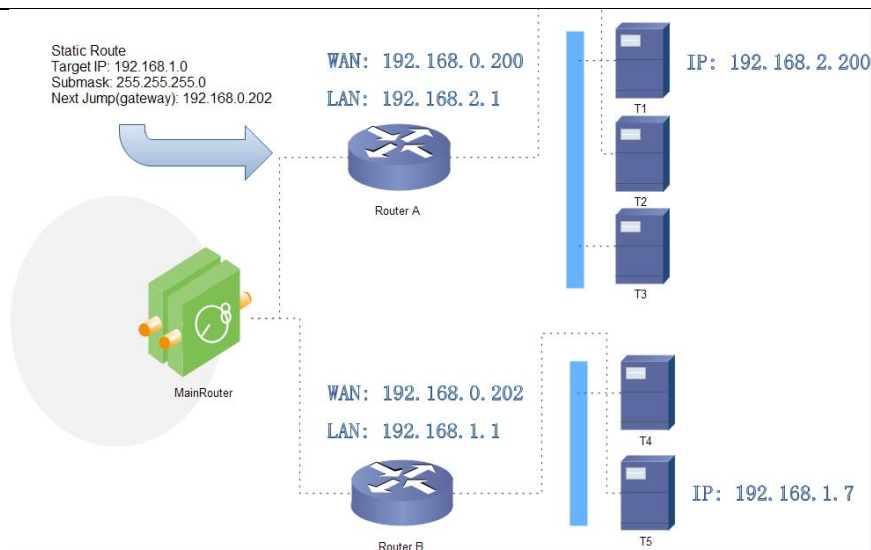 Static Route
Target IP: 192.168.1.0
Submask: 255.255.255.0
Next Jump(gateway): 192.168.0.202
WAN: 192.168.0.200
LAN: 192.168.2.1
Router A
T1
IP: 192.168.2.200
T2
T3
MainRouter
WAN: 192.168.0.202
LAN: 192.168.1.1
Router B
T4
IP: 192.168.1.7
T5